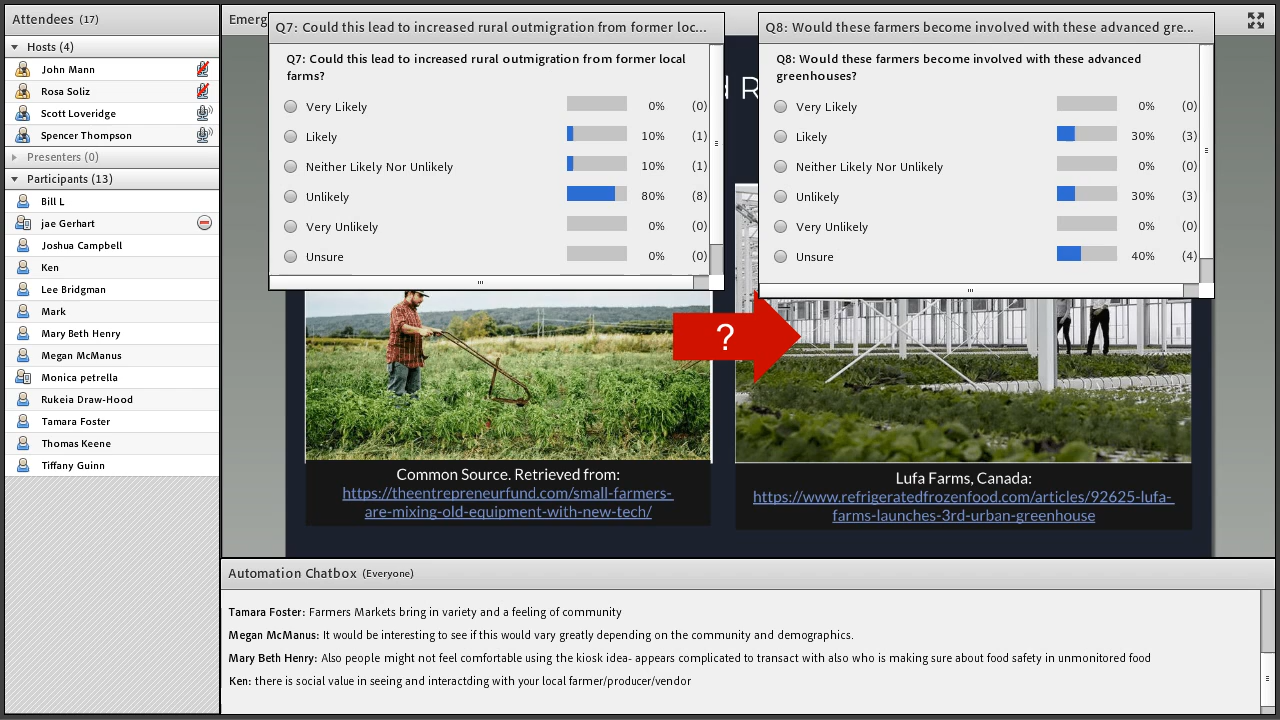 Attendees (17)
Hosts (4)
John Mann
Rosa Soliz
Scott Loveridge
Spencer Thompson
Presenters (0)
Participants (13)
Bill L
jae Gerhart
Joshua Campbell
Ken
Lee Bridgman
Mark
Mary Beth Henry
Megan McManus
Monica petrella
Rukeia Draw-Hood
Tamara Foster
Thomas Keene
Tiffany Guinn
Emerg
Q7: Could this lead to increased rural outmigration from former loc...
Q7: Could this lead to increased rural outmigration from former local
farms?
Very Likely 0% (0)
Likely 10% (1)
Neither Likely Nor Unlikely 10% (1)
Unlikely 80% (8)
Very Unlikely 0% (0)
Unsure 0% (0)
Q8: Would these farmers become involved with these advanced gre...
Q8: Would these farmers become involved with these advanced
greenhouses?
Very Likely 0% (0)
Likely 30% (3)
Neither Likely Nor Unlikely 0% (0)
Unlikely 30% (3)
Very Unlikely 0% (0)
Unsure 40% (4)
R
?
Common Source. Retrieved from:
https://theentrepreneurfund.com/small-farmers-
are-mixing-old-equipment-with-new-tech/
Lufa Farms, Canada:
https://www.refrigeratedfrozenfood.com/articles/92625-lufa-
farms-launches-3rd-urban-greenhouse
Automation Chatbox (Everyone)
Tamara Foster: Farmers Markets bring in variety and a feeling of community
Megan McManus: It would be interesting to see if this would vary greatly depending on the community and demographics.
Mary Beth Henry: Also people might not feel comfortable using the kiosk idea- appears complicated to transact with also who is making sure about food safety in unmonitored food
Ken: there is social value in seeing and interactding with your local farmer/producer/vendor